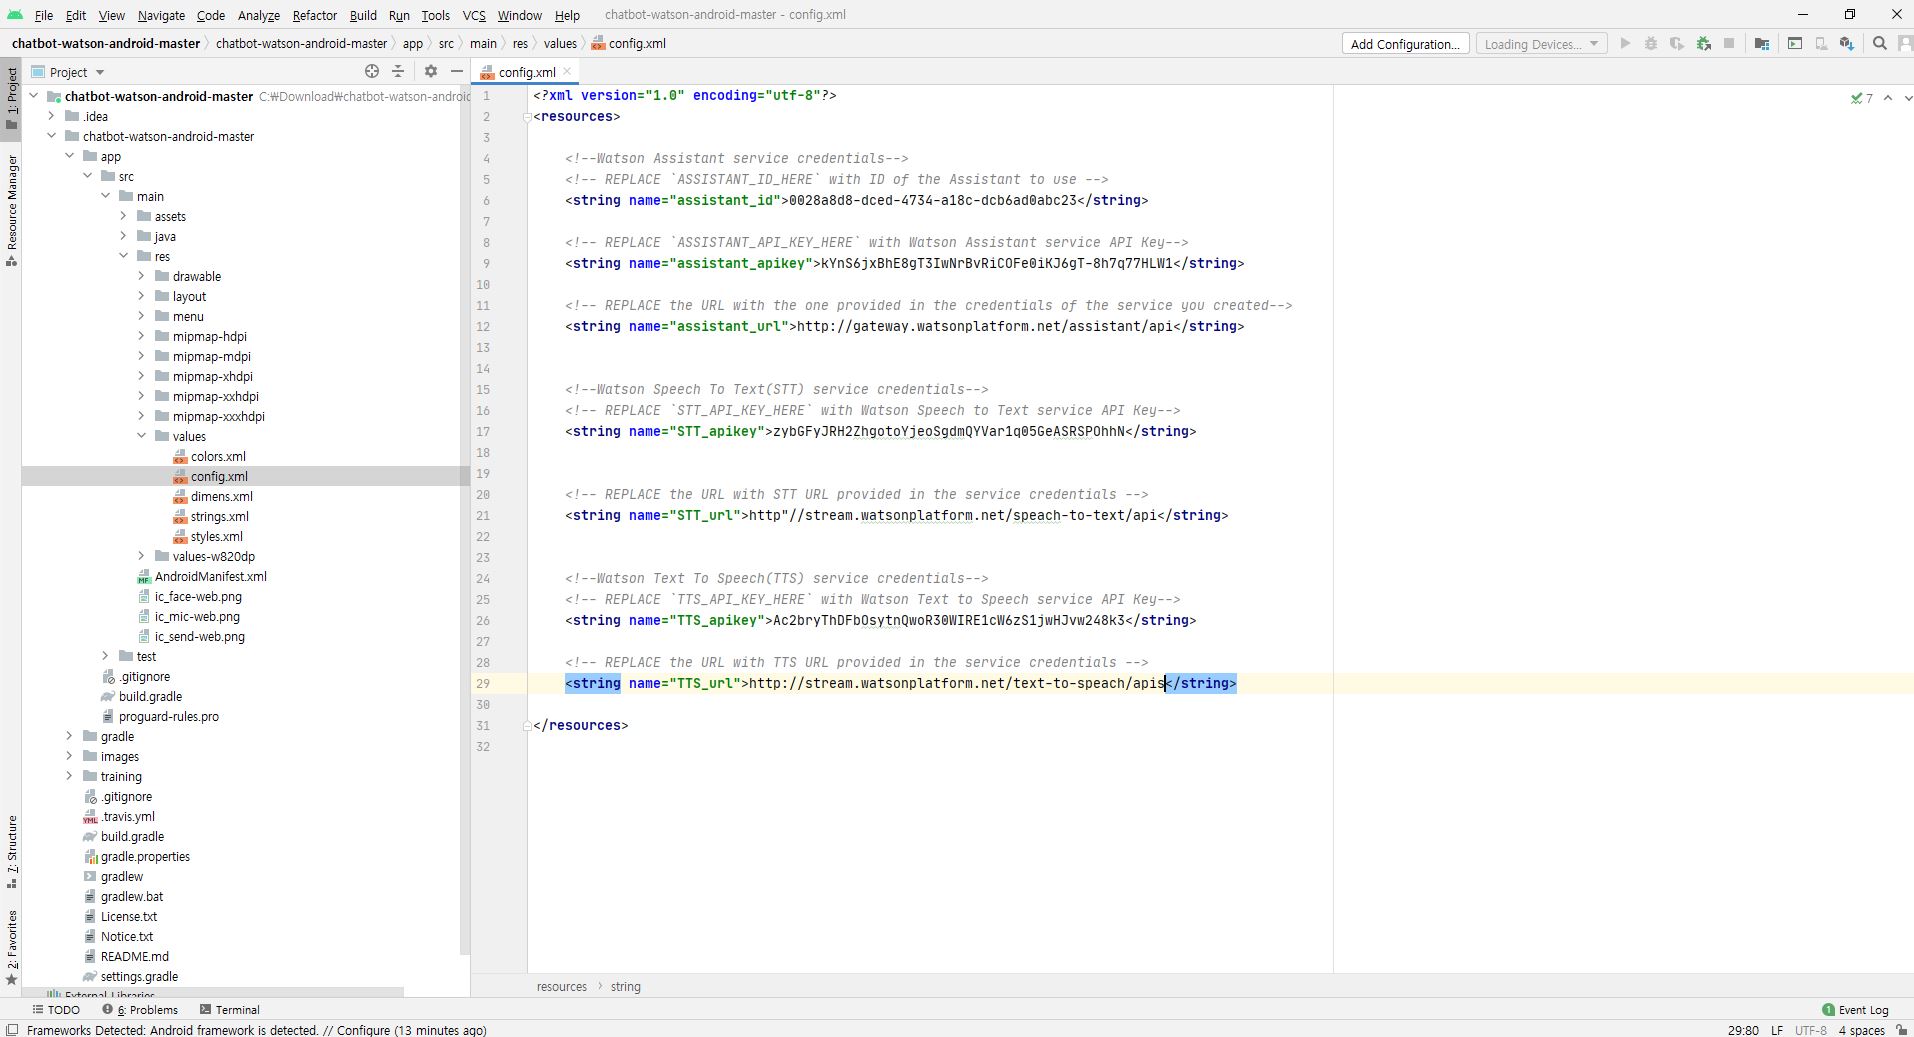 File Edit View Navigate Code Analyze Refactor Build Run Tools VCS Window Help chatbot-watson-android-master - config.xml
chatbot-watson-android-master chatbot-watson-android-master app src main res values config.xml Add Configuration... Loading Devices...
Project
config.xml
1: Project
Resource Manager
7: Structure
2: Favorites
chatbot-watson-android-master C:₩Download₩chatbot-watson-androic
.idea
chatbot-watson-android-master
app
src
main
assets
java
res
drawable
layout
menu
mipmap-hdpi
mipmap-mdpi
mipmap-xhdpi
mipmap-xxhdpi
mipmap-xxxhdpi
values
colors.xml
config.xml
dimens.xml
strings.xml
styles.xml
values-w820dp
AndroidManifest.xml
ic_face-web.png
ic_mic-web.png
ic_send-web.png
test
.gitignore
build.gradle
proguard-rules.pro
gradle
images
training
.gitignore
.travis.yml
build.gradle
gradle.properties
gradlew
gradlew.bat
License.txt
Notice.txt
README.md
settings.gradle
External Libraries
7
1 <?xml version="1.0" encoding="utf-8"?>
2 <resources>
3
4 <!--Watson Assistant service credentials-->
5 <!-- REPLACE `ASSISTANT_ID_HERE` with ID of the Assistant to use -->
6 <string name="assistant_id">0028a8d8-dced-4734-a18c-dcb6ad0abc23</string>
7
8 <!-- REPLACE `ASSISTANT_API_KEY_HERE` with Watson Assistant service API Key-->
9 <string name="assistant_apikey">kYnS6jxBhE8gT3IwNrBvRiCOFe0iKJ6gT-8h7q77HLW1</string>
10
11 <!-- REPLACE the URL with the one provided in the credentials of the service you created-->
12 <string name="assistant_url">http://gateway.watsonplatform.net/assistant/api</string>
13
14
15 <!--Watson Speech To Text(STT) service credentials-->
16 <!-- REPLACE `STT_API_KEY_HERE` with Watson Speech to Text service API Key-->
17 <string name="STT_apikey">zybGFyJRH2ZhgotoYjeoSgdmQYVar1q05GeASRSPOhhN</string>
18
19
20 <!-- REPLACE the URL with STT URL provided in the service credentials -->
21 <string name="STT_url">http"//stream.watsonplatform.net/speach-to-text/api</string>
22
23
24 <!--Watson Text To Speech(TTS) service credentials-->
25 <!-- REPLACE `TTS_API_KEY_HERE` with Watson Text to Speech service API Key-->
26 <string name="TTS_apikey">Ac2bryThDFbOsytnQwoR30WIRE1cW6zS1jwHJvw248k3</string>
27
28 <!-- REPLACE the URL with TTS URL provided in the service credentials -->
29 <string name="TTS_url">http://stream.watsonplatform.net/text-to-speach/apis</string>
30
31 </resources>
32
resources string
TODO 6: Problems Terminal 1 Event Log
Frameworks Detected: Android framework is detected. // Configure (13 minutes ago) 29:80 LF UTF-8 4 spaces